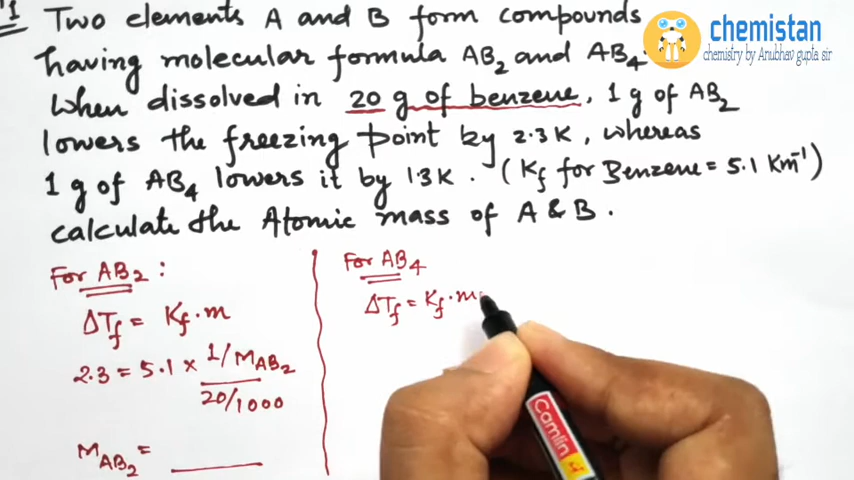 1 Two elements A and B form compounds
having molecular formula AB₂ and AB₄.
When dissolved in 20 g of benzene, 1 g of AB₂
lowers the freezing point by 2.3 K, whereas
1 g of AB₄ lowers it by 1.3 K. (Kf for Benzene = 5.1 Km⁻¹)
calculate the Atomic mass of A & B.
chemistan
chemistry by Anubhav gupta sir
For AB₂ :
ΔTf = Kf · m
2.3 = 5.1 × 1/M_AB₂
20/1000
M_AB₂ =
For AB₄
ΔTf = Kf · m
Camlin